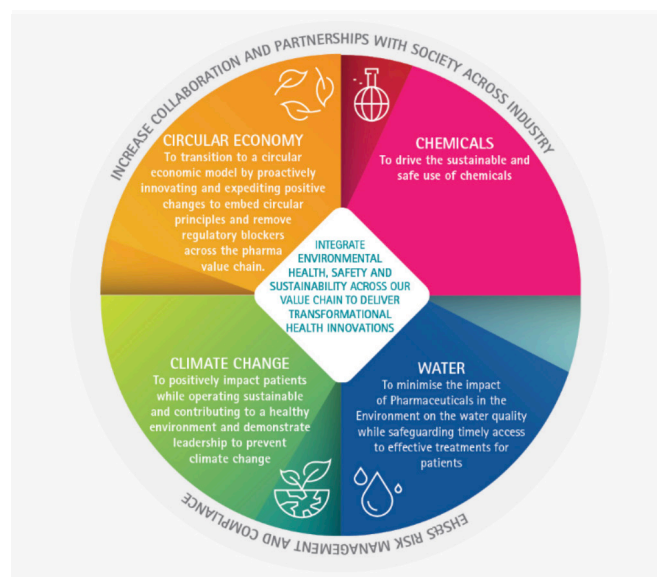 INCREASE COLLABORATION AND PARTNERSHIPS WITH SOCIETY ACROSS INDUSTRY
CIRCULAR ECONOMY
To transition to a circular
economic model by proactively
innovating and expediting positive
changes to embed circular
principles and remove
regulatory blockers
across the pharma
value chain.
CHEMICALS
To drive the sustainable and
safe use of chemicals
INTEGRATE
ENVIRONMENTAL
HEALTH, SAFETY AND
SUSTAINABILITY ACROSS OUR
VALUE CHAIN TO DELIVER
TRANSFORMATIONAL
HEALTH INNOVATIONS
CLIMATE CHANGE
To positively impact patients
while operating sustainable
and contributing to a healthy
environment and demonstrate
leadership to prevent
climate change
WATER
To minimise the impact
of Pharmaceuticals in the
Environment on the water quality
while safeguarding timely access
to effective treatments for
patients
RISK MANAGEMENT AND COMPLIANCE